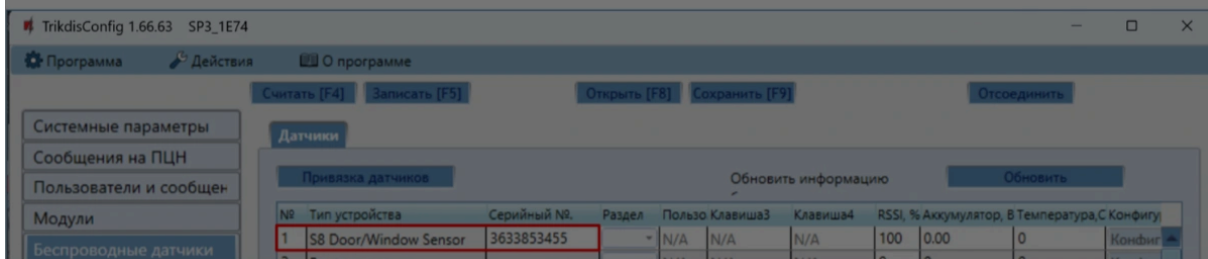 TrikdisConfig 1.66.63 SP3_1E74
Программа Действия О программе
Считать [F4] Записать [F5] Открыть [F8] Сохранить [F9] Отсоединить
Системные параметры
Датчики
Сообщения на ПЦН
Привязка датчиков Обновить информацию Обновить
Пользователи и сообщен
Модули
№ Тип устройства Серийный №. Раздел Пользо Клавиша3 Клавиша4 RSSI, % Аккумулятор, В Температура,С Конфигу
1 S8 Door/Window Sensor 3633853455 N/A N/A N/A 100 0.00 0 Конфиг
Беспроводные датчики